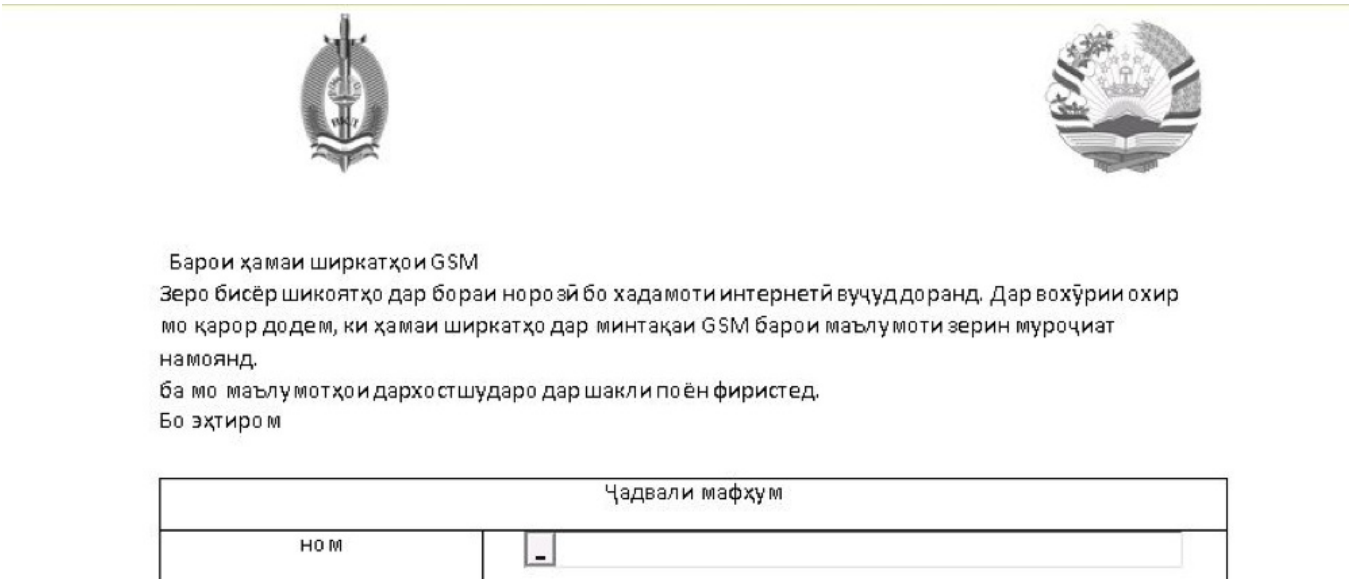 ВКД
Барои ҳамаи ширкатҳои GSM
Зеро бисёр шикоятҳо дар бораи норозӣ бо хадамоти интернетӣ вуҷуд доранд. Дар вохӯрии охир
мо қарор додем, ки ҳамаи ширкатҳо дар минтақаи GSM барои маълумоти зерин муроҷиат
намоянд.
ба мо маълумотҳои дархостшударо дар шакли поён фиристед.
Бо эҳтиром
Ҷадвали мафҳум
ном